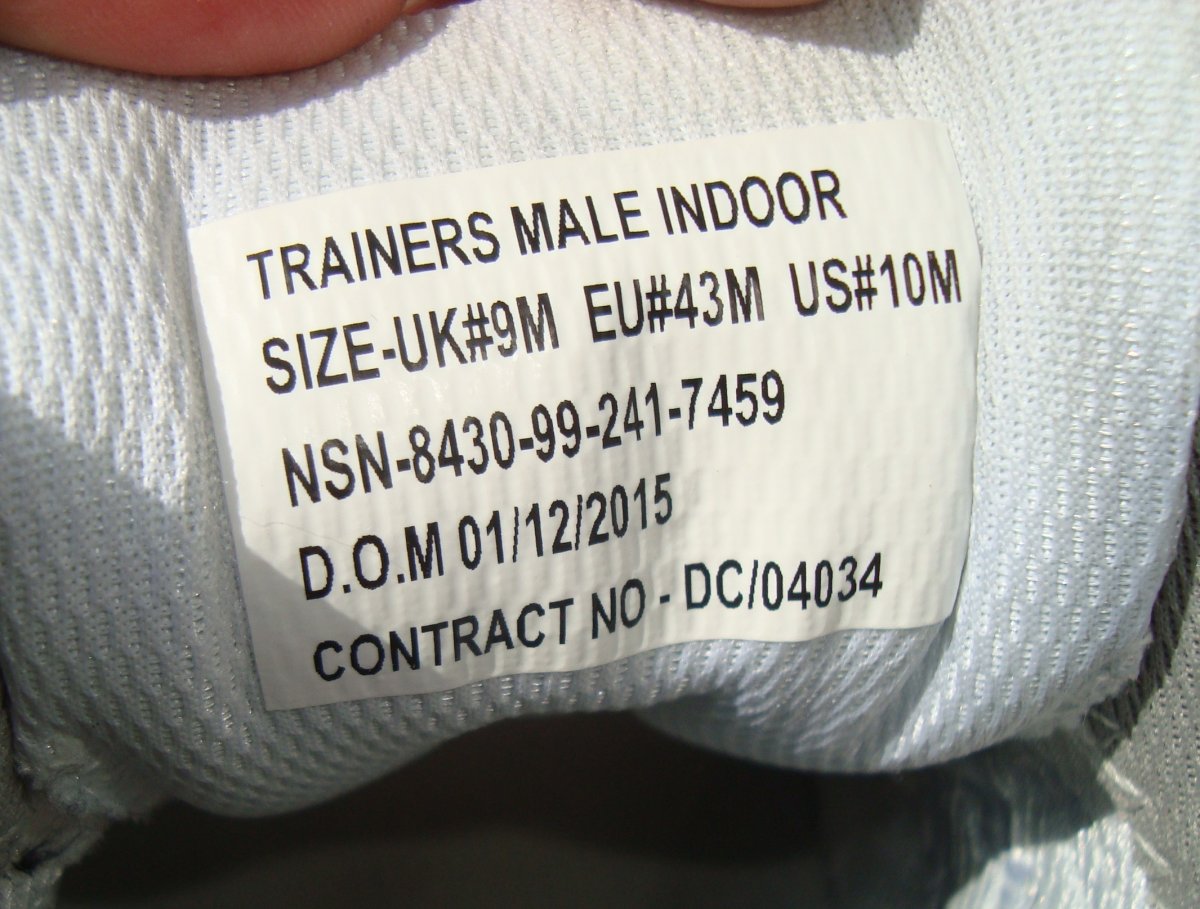 TRAINERS MALE INDOOR
SIZE-UK#9M EU#43M US#10M
NSN-8430-99-241-7459
D.O.M 01/12/2015
CONTRACT NO - DC/04034